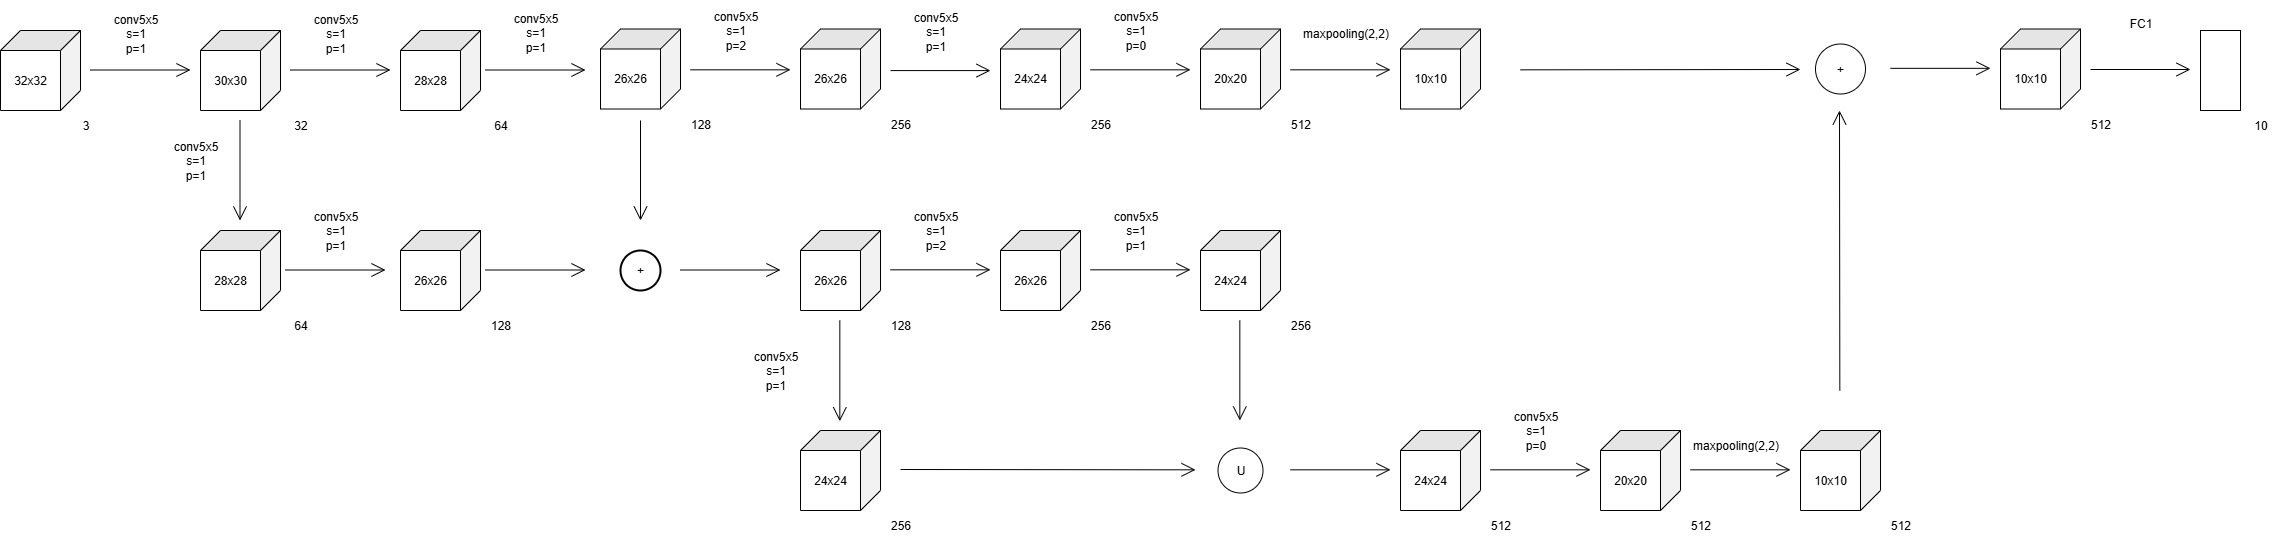 conv5x5
s=1
p=1
conv5x5
s=1
p=1
conv5x5
s=1
p=1
conv5x5
s=1
p=2
conv5x5
s=1
p=1
conv5x5
s=1
p=0
maxpooling(2,2)
FC1
32x32
30x30
28x28
26x26
26x26
24x24
20x20
10x10
+
10x10
3
32
64
128
256
256
512
512
10
conv5x5
s=1
p=1
conv5x5
s=1
p=1
conv5x5
s=1
p=2
conv5x5
s=1
p=1
28x28
26x26
+
26x26
26x26
24x24
64
128
128
256
256
conv5x5
s=1
p=1
conv5x5
s=1
p=0
maxpooling(2,2)
24x24
U
24x24
20x20
10x10
256
512
512
512